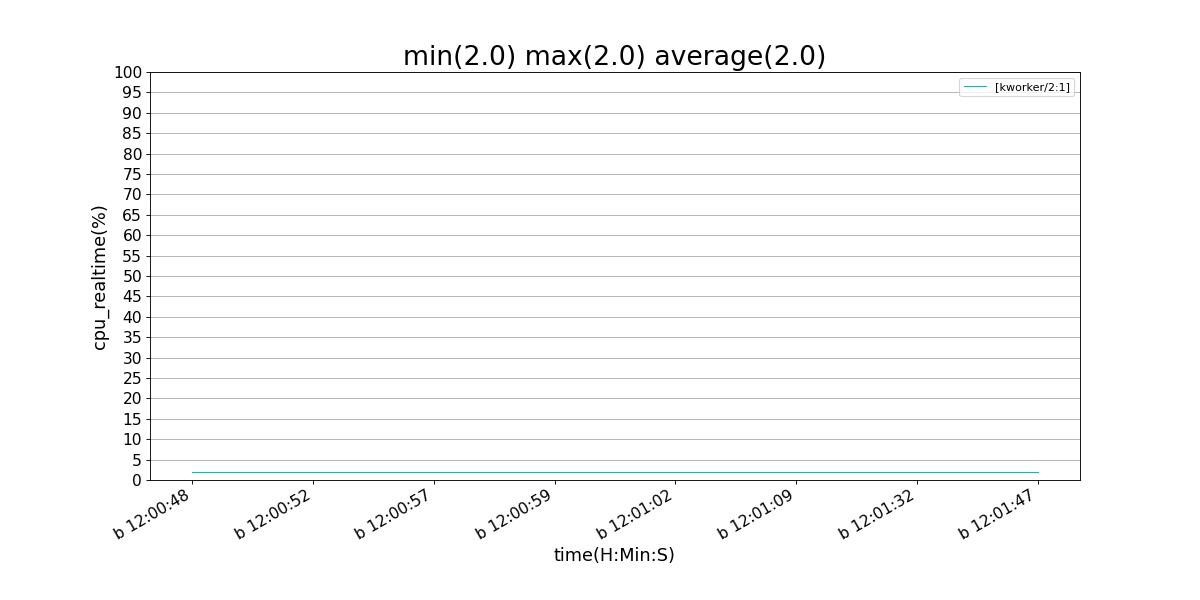 min(2.0) max(2.0) average(2.0)
[kworker/2:1]
cpu_realtime(%)
100
95
90
85
80
75
70
65
60
55
50
45
40
35
30
25
20
15
10
5
0
b 12:00:48
b 12:00:52
b 12:00:57
b 12:00:59
b 12:01:02
b 12:01:09
b 12:01:32
b 12:01:47
time(H:Min:S)